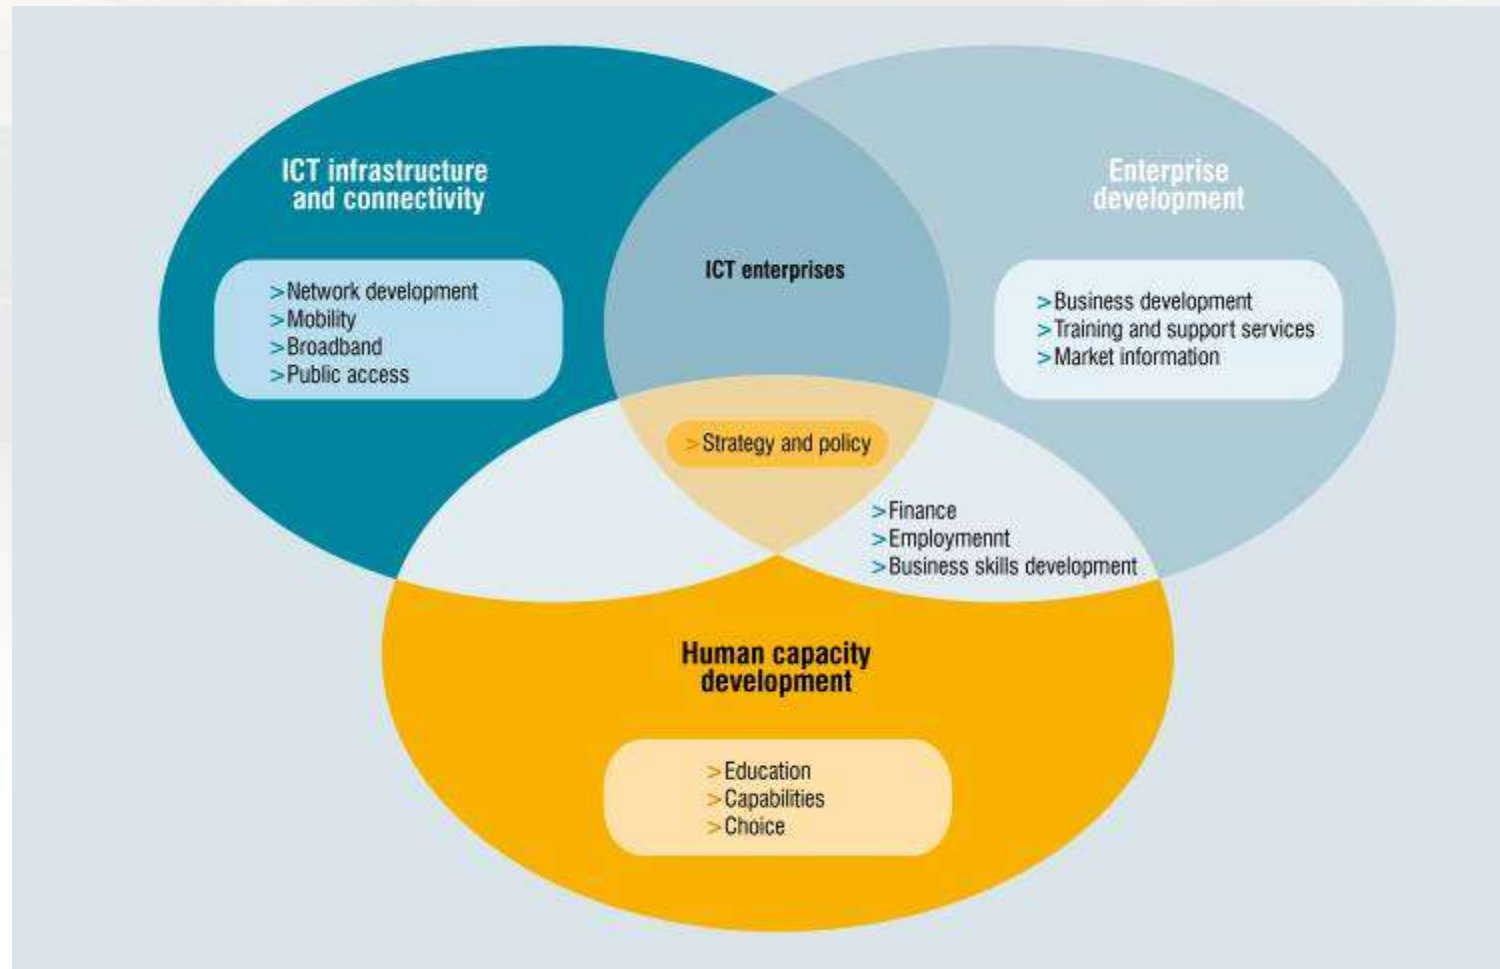 ICT infrastructure
and connectivity
>Network development
>Mobility
>Broadband
>Public access
ICT enterprises
Enterprise
development
>Business development
>Training and support services
>Market information
>Strategy and policy
>Finance
>Employmennt
>Business skills development
Human capacity
development
>Education
>Capabilities
>Choice